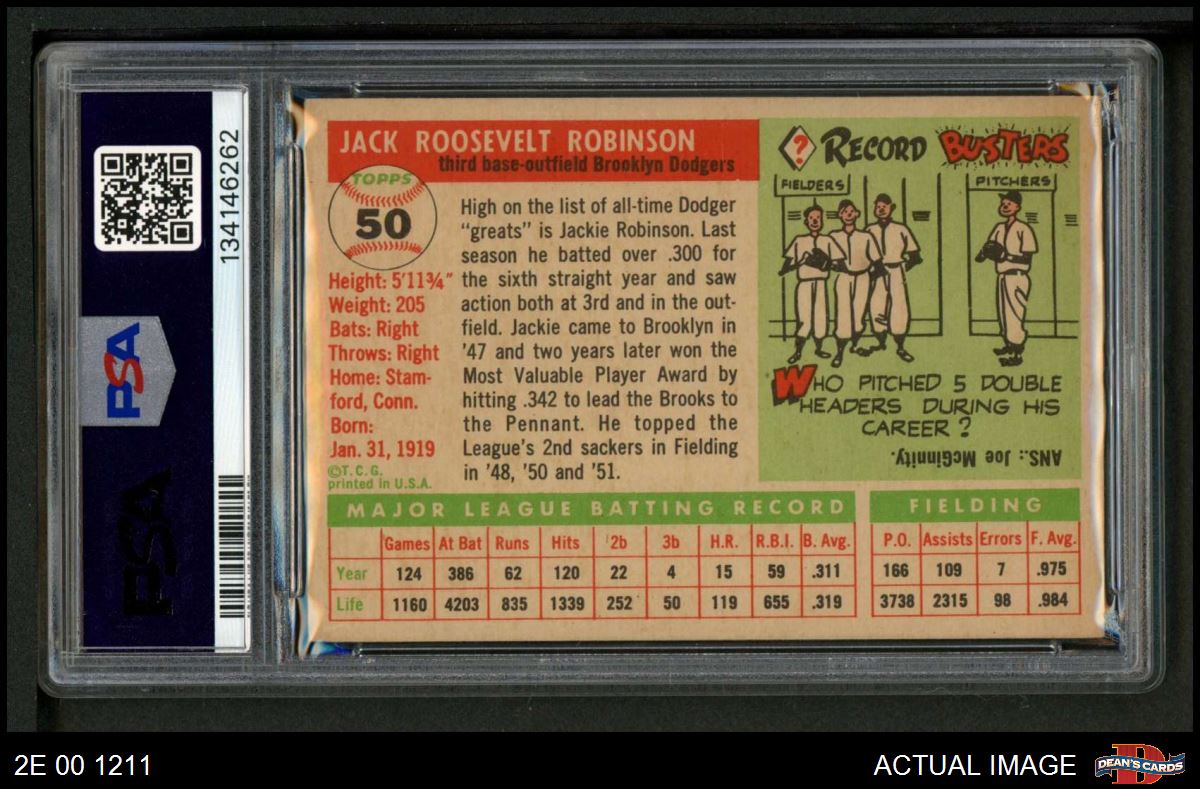 134146262
PSA
PSA
JACK ROOSEVELT ROBINSON
third base-outfield Brooklyn Dodgers
TOPPS
50
Height: 5'11¾"
Weight: 205
Bats: Right
Throws: Right
Home: Stam-
ford, Conn.
Born:
Jan. 31, 1919
©T.C.G.
printed in U.S.A.
High on the list of all-time Dodger
"greats" is Jackie Robinson. Last
season he batted over .300 for
the sixth straight year and saw
action both at 3rd and in the out-
field. Jackie came to Brooklyn in
'47 and two years later won the
Most Valuable Player Award by
hitting .342 to lead the Brooks to
the Pennant. He topped the
League's 2nd sackers in Fielding
in '48, '50 and '51.
? RECORD BUSTERS
FIELDERS PITCHERS
WHO PITCHED 5 DOUBLE
HEADERS DURING HIS
CAREER?
ANS.: Joe McGinnity.
MAJOR LEAGUE BATTING RECORD FIELDING
Games At Bat Runs Hits 2b 3b H.R. R.B.I. B. Avg. P.O. Assists Errors F. Avg.
Year 124 386 62 120 22 4 15 59 .311 166 109 7 .975
Life 1160 4203 835 1339 252 50 119 655 .319 3738 2315 98 .984
2E 00 1211 ACTUAL IMAGE DEAN'S CARDS